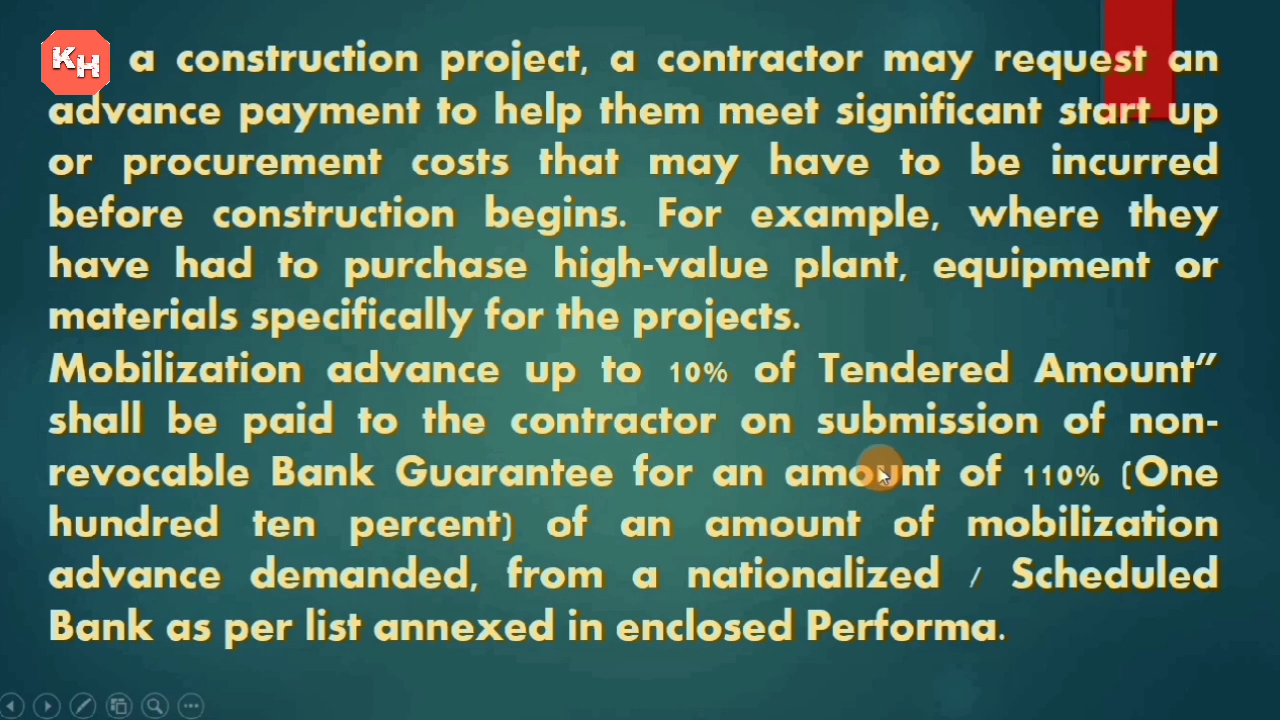 KH
a construction project, a contractor may request an
advance payment to help them meet significant start up
or procurement costs that may have to be incurred
before construction begins. For example, where they
have had to purchase high-value plant, equipment or
materials specifically for the projects.
Mobilization advance up to 10% of Tendered Amount”
shall be paid to the contractor on submission of non-
revocable Bank Guarantee for an amount of 110% (One
hundred ten percent) of an amount of mobilization
advance demanded, from a nationalized / Scheduled
Bank as per list annexed in enclosed Performa.